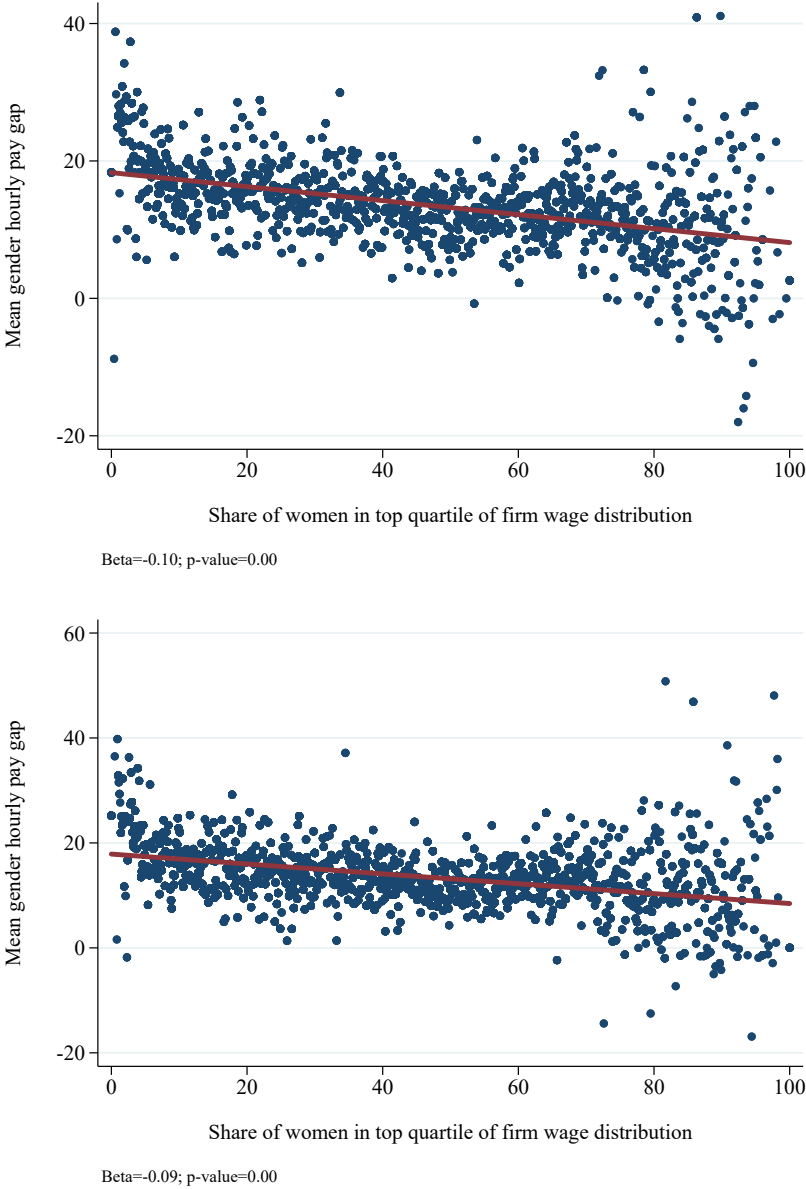 40
20
0
-20
Mean gender hourly pay gap
0 20 40 60 80 100
Share of women in top quartile of firm wage distribution
Beta=-0.10; p-value=0.00
60
40
20
0
-20
Mean gender hourly pay gap
0 20 40 60 80 100
Share of women in top quartile of firm wage distribution
Beta=-0.09; p-value=0.00